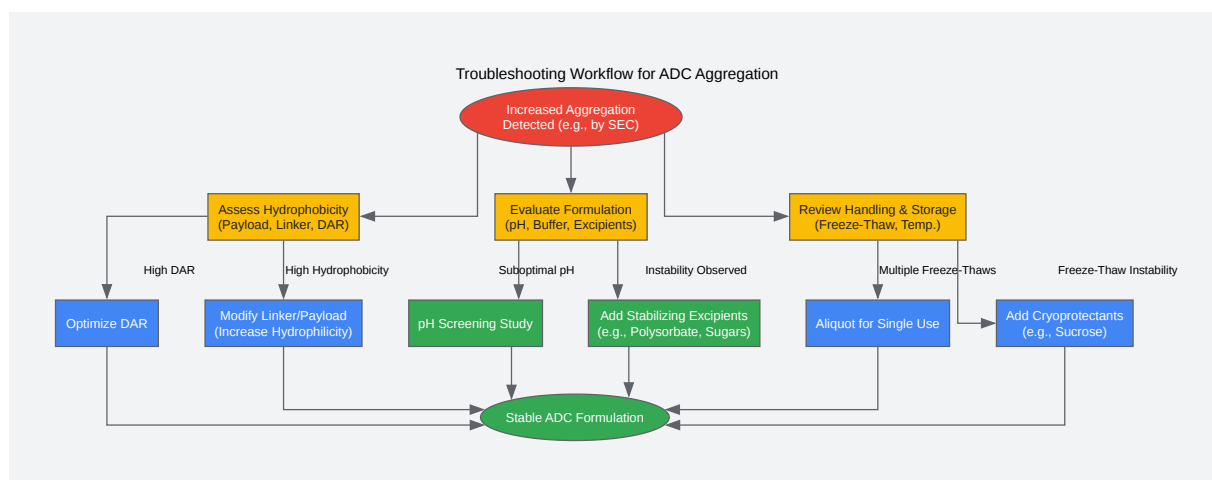 Troubleshooting Workflow for ADC Aggregation
Increased Aggregation
Detected (e.g., by SEC)
Assess Hydrophobicity
(Payload, Linker, DAR)
Evaluate Formulation
(pH, Buffer, Excipients)
Review Handling & Storage
(Freeze-Thaw, Temp.)
High DAR
High Hydrophobicity
Suboptimal pH
Instability Observed
Multiple Freeze-Thaws
Freeze-Thaw Instability
Optimize DAR
Modify Linker/Payload
(Increase Hydrophilicity)
pH Screening Study
Add Stabilizing Excipients
(e.g., Polysorbate, Sugars)
Aliquot for Single Use
Add Cryoprotectants
(e.g., Sucrose)
Stable ADC Formulation